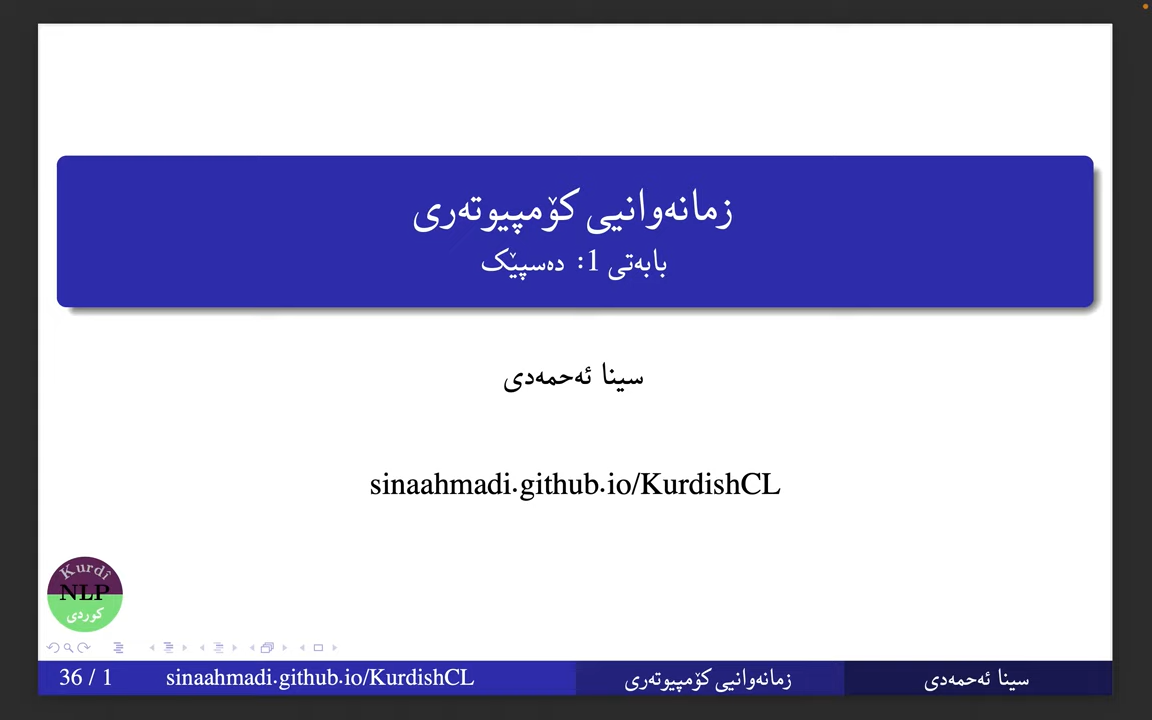 زمانەوانیی کۆمپیوتەری
بابەتی 1: دەسپێک
سینا ئەحمەدی
sinaahmadi.github.io/KurdishCL
Kurdî
NLP
کوردی
سینا ئەحمەدی
زمانەوانیی کۆمپیوتەری
sinaahmadi.github.io/KurdishCL
36 / 1